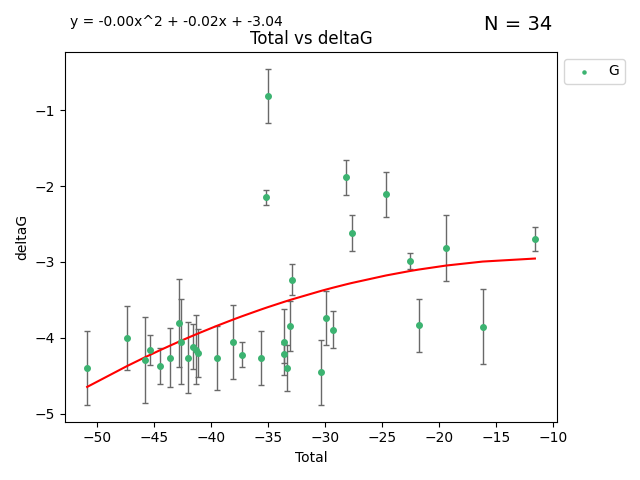 y = -0.00x^2 + -0.02x + -3.04
N = 34
Total vs deltaG
G
deltaG
−1
−2
−3
−4
−5
−50
−45
−40
−35
−30
−25
−20
−15
−10
Total